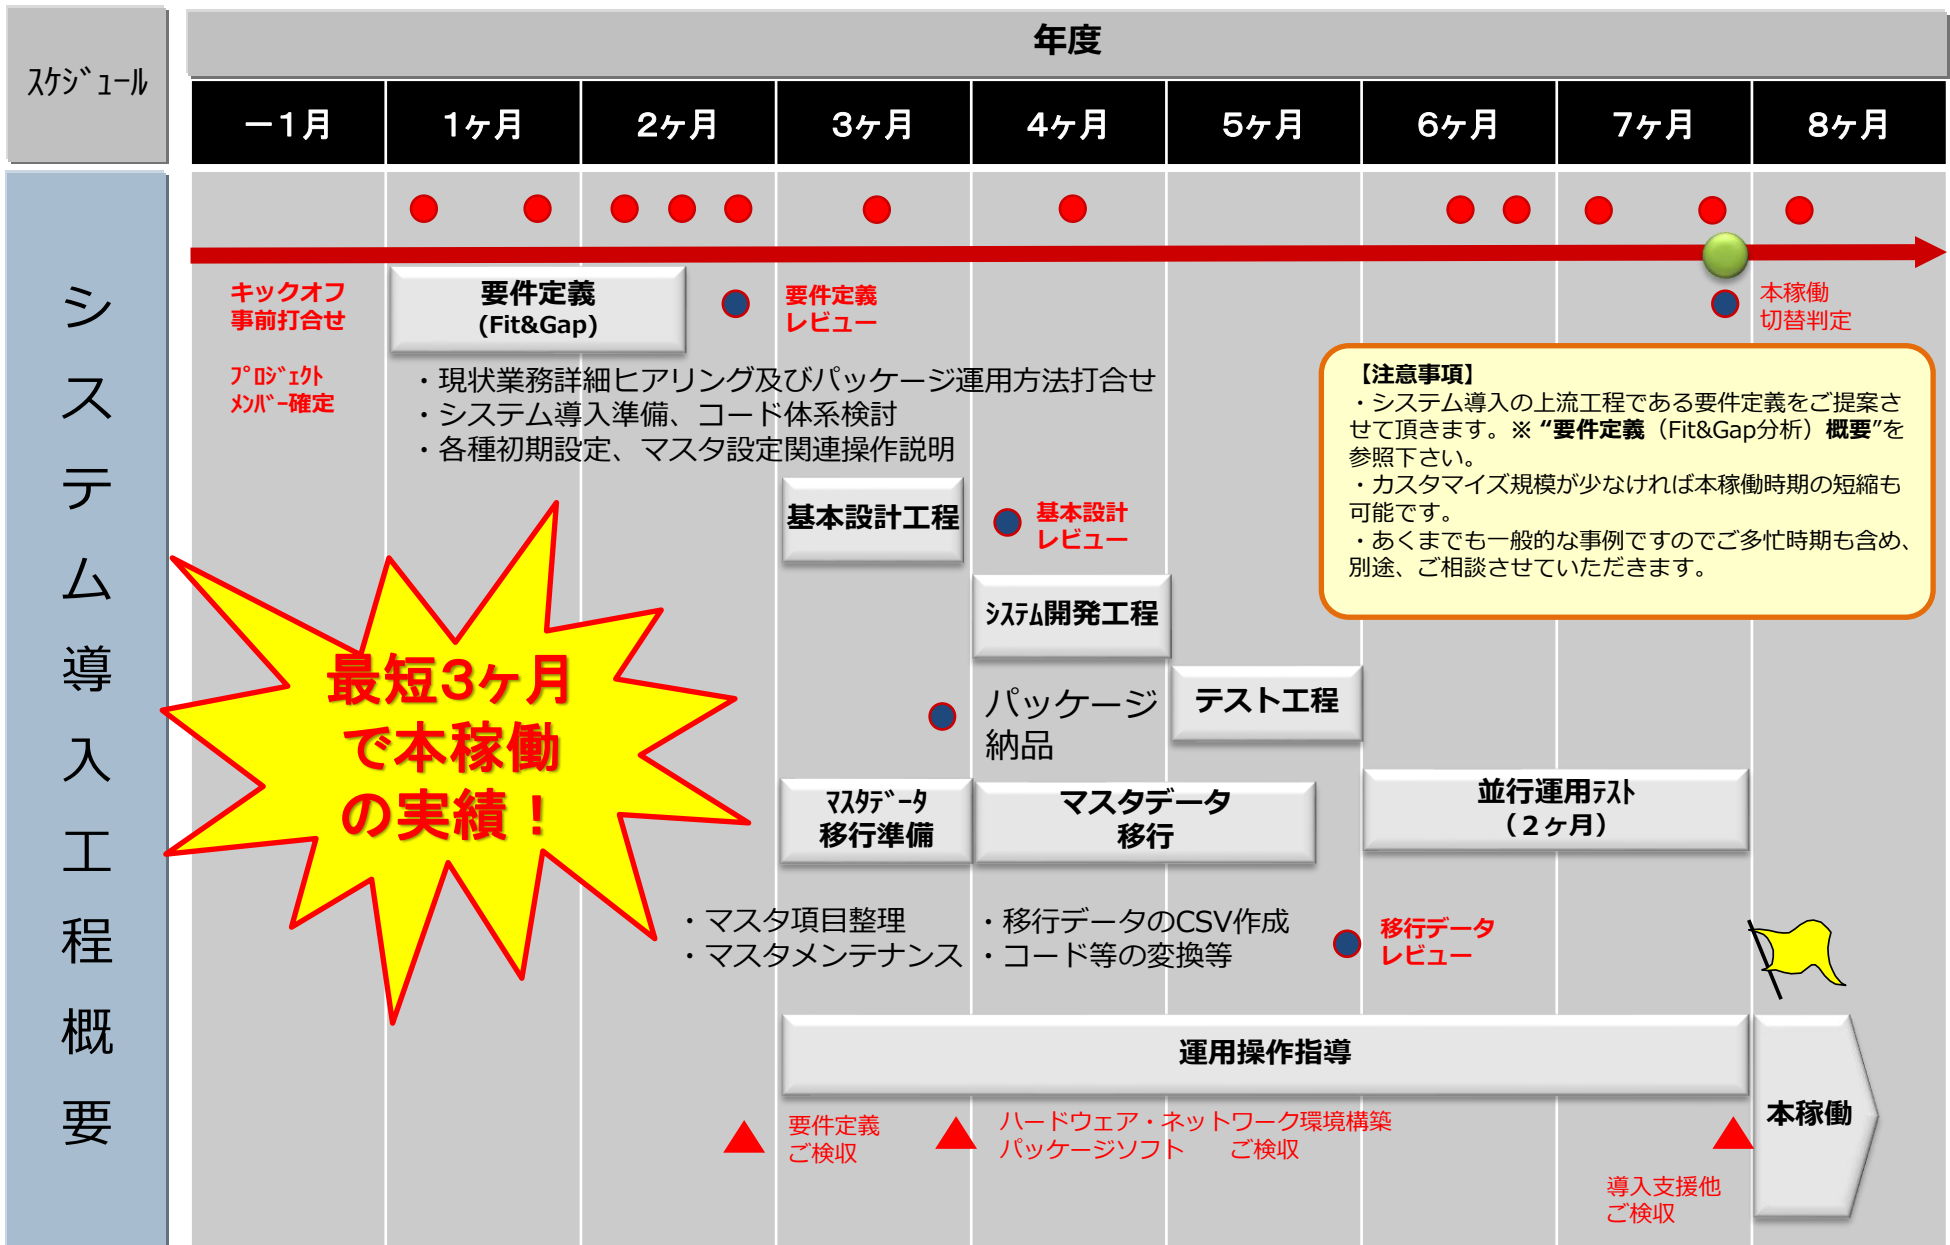 ｽｹｼﾞｭｰﾙ
年度
－１月
１ヶ月
２ヶ月
３ヶ月
４ヶ月
５ヶ月
６ヶ月
７ヶ月
８ヶ月
システム導入工程概要
キックオフ
事前打合せ
要件定義
(Fit&Gap)
要件定義
レビュー
本稼働
切替判定
ﾌﾟﾛｼﾞｪｸﾄ
ﾒﾝﾊﾞｰ確定
・現状業務詳細ヒアリング及びパッケージ運用方法打合せ
・システム導入準備、コード体系検討
・各種初期設定、マスタ設定関連操作説明
【注意事項】
・システム導入の上流工程である要件定義をご提案さ
せて頂きます。※ “要件定義（Fit&Gap分析）概要”を
参照下さい。
・カスタマイズ規模が少なければ本稼働時期の短縮も
可能です。
・あくまでも一般的な事例ですのでご多忙時期も含め、
別途、ご相談させていただきます。
基本設計工程
基本設計
レビュー
ｼｽﾃﾑ開発工程
最短３ヶ月
で本稼働
の実績！
パッケージ
納品
テスト工程
ﾏｽﾀﾃﾞｰﾀ
移行準備
マスタデータ
移行
並行運用ﾃｽﾄ
（２ヶ月）
・マスタ項目整理
・マスタメンテナンス
・移行データのCSV作成
・コード等の変換等
移行データ
レビュー
運用操作指導
本稼働
要件定義
ご検収
ハードウェア・ネットワーク環境構築
パッケージソフト　　ご検収
導入支援他
ご検収